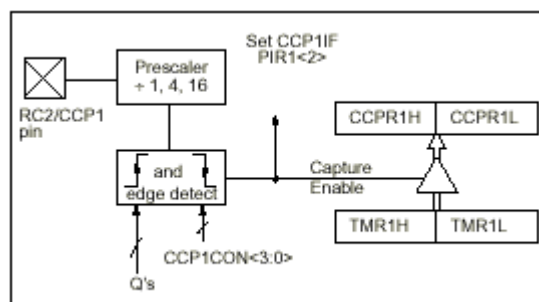 Set CCP1IF
PIR1<2>
Prescaler
÷ 1, 4, 16
RC2/CCP1
pin
CCPR1H CCPR1L
and
edge detect
Capture
Enable
TMR1H TMR1L
CCP1CON<3:0>
Q's